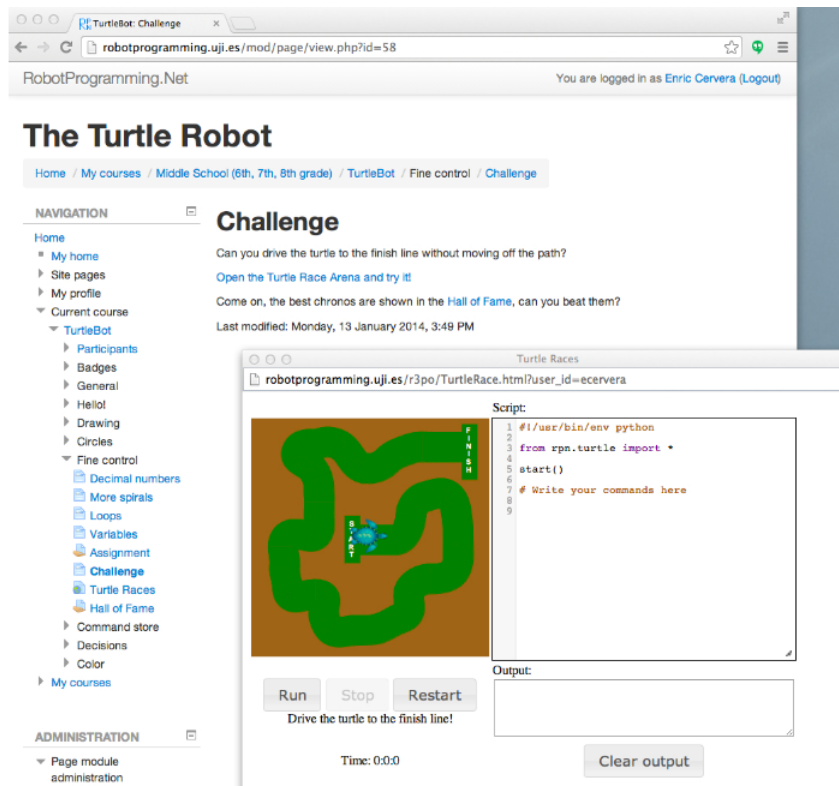 TurtleBot: Challenge
robotprogramming.uji.es/mod/page/view.php?id=58
RobotProgramming.Net
You are logged in as Enric Cervera (Logout)
The Turtle Robot
Home / My courses / Middle School (6th, 7th, 8th grade) / TurtleBot / Fine control / Challenge
NAVIGATION
Home
My home
Site pages
My profile
Current course
TurtleBot
Participants
Badges
General
Hello!
Drawing
Circles
Fine control
Decimal numbers
More spirals
Loops
Variables
Assignment
Challenge
Turtle Races
Hall of Fame
Command store
Decisions
Color
My courses
ADMINISTRATION
Page module
administration
Challenge
Can you drive the turtle to the finish line without moving off the path?
Open the Turtle Race Arena and try it!
Come on, the best chronos are shown in the Hall of Fame, can you beat them?
Last modified: Monday, 13 January 2014, 3:49 PM
Turtle Races
robotprogramming.uji.es/r3po/TurtleRace.html?user_id=ecervera
FINISH
START
Run
Stop
Restart
Drive the turtle to the finish line!
Time: 0:0:0
Script:
1 #!/usr/bin/env python
2
3 from rpn.turtle import *
4
5 start()
6
7 # Write your commands here
8
9
Output:
Clear output